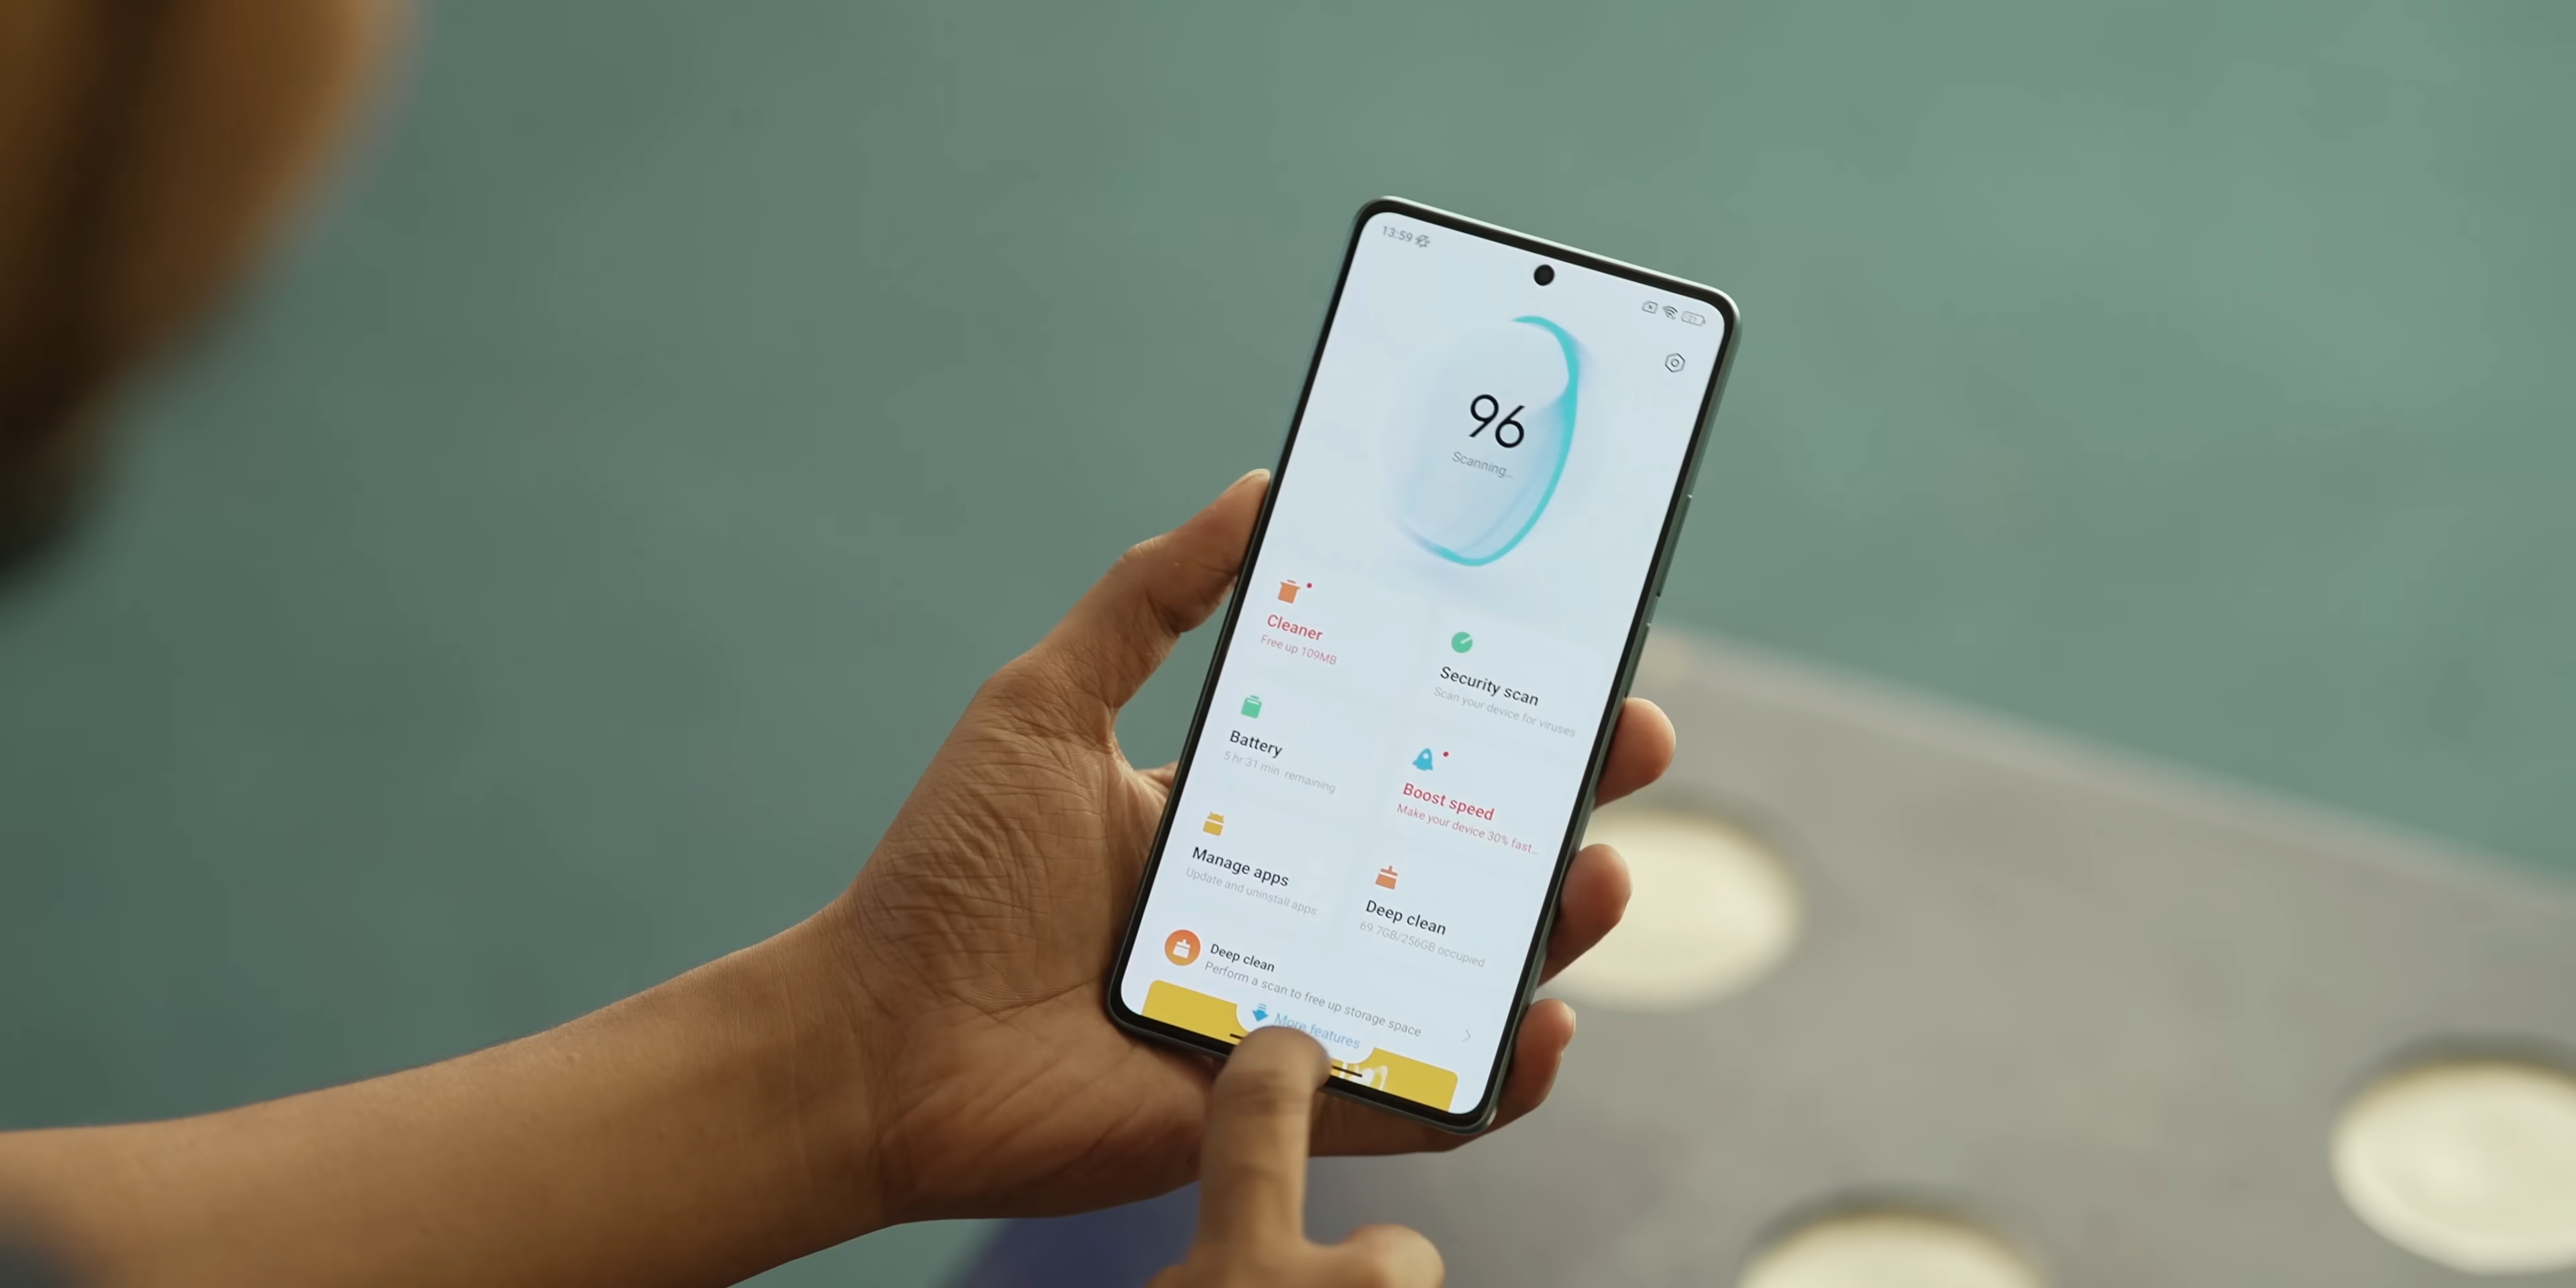 13:59
96
Scanning...
Cleaner
Free up 109MB
Security scan
Scan your device for viruses
Battery
5 hr 31 min remaining
Boost speed
Make your device 30% fast...
Manage apps
Update and uninstall apps
Deep clean
69.7GB/256GB occupied
Deep clean
Perform a scan to free up storage space
More features